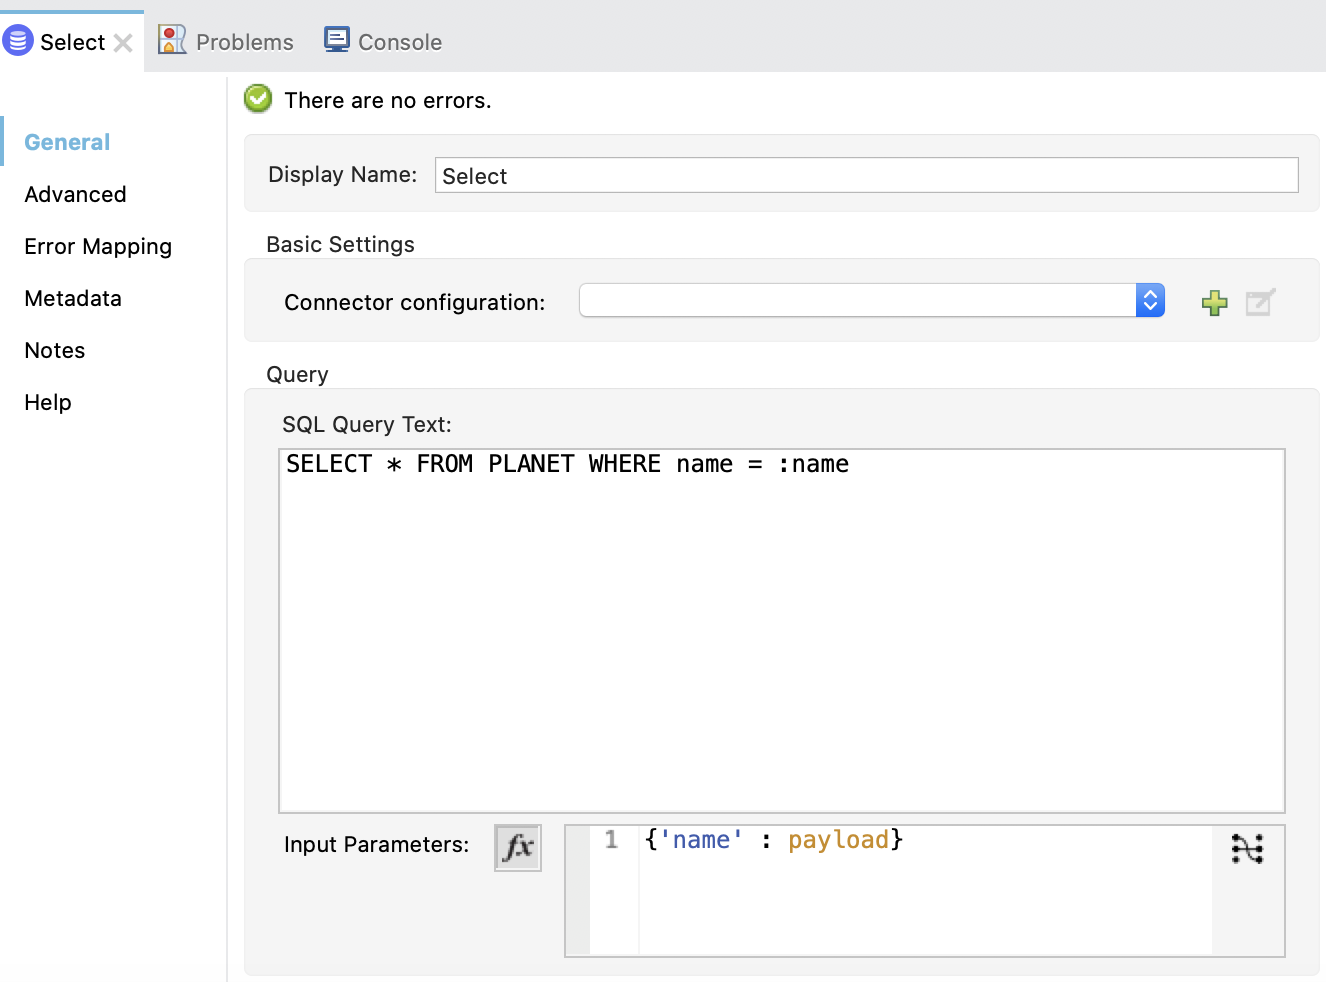 Select
Problems
Console
General
Advanced
Error Mapping
Metadata
Notes
Help
There are no errors.
Display Name: Select
Basic Settings
Connector configuration:
Query
SQL Query Text:
SELECT * FROM PLANET WHERE name = :name
Input Parameters: fx 1 {'name' : payload}